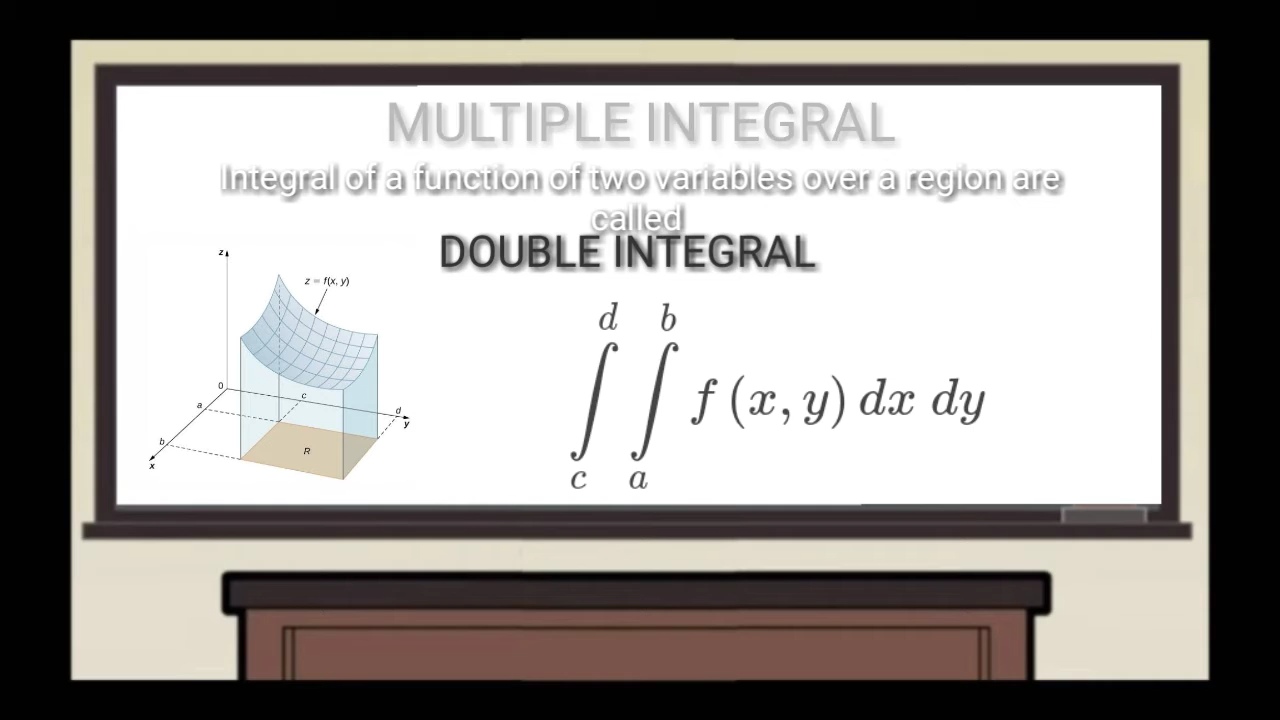 MULTIPLE INTEGRAL
Integral of a function of two variables over a region are
called
DOUBLE INTEGRAL
z
z = f(x, y)
0
a
c
d
y
b
x
R
d b
∫ ∫ f (x, y) dx dy
c a